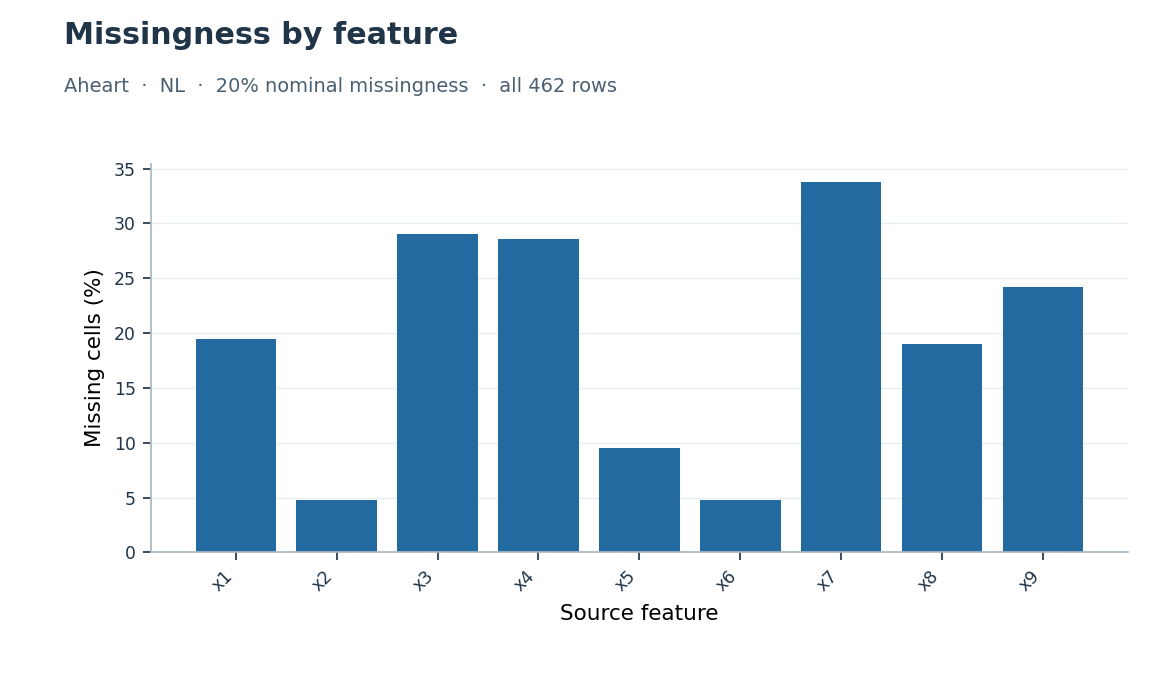 Missingness by feature
Aheart · NL · 20% nominal missingness · all 462 rows
35
30
25
20
15
10
5
0
Missing cells (%)
x1 x2 x3 x4 x5 x6 x7 x8 x9
Source feature